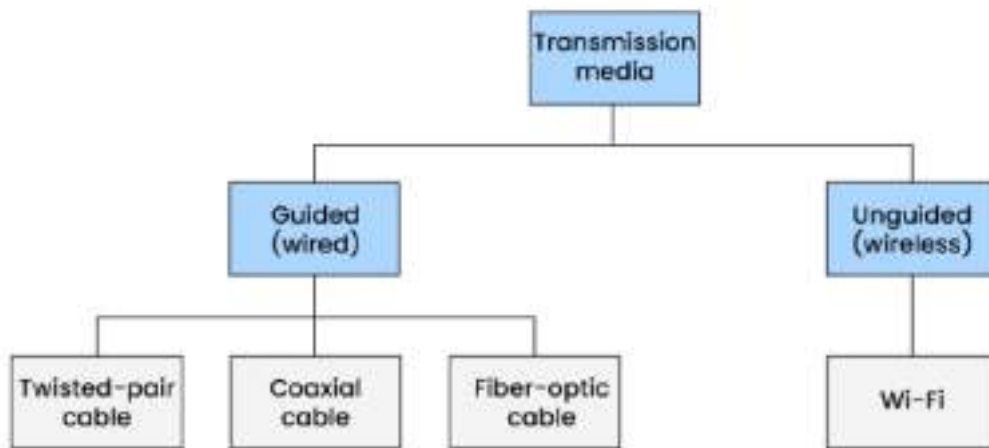 Transmission
media
Guided
(wired)
Unguided
(wireless)
Twisted-pair
cable
Coaxial
cable
Fiber-optic
cable
Wi-Fi